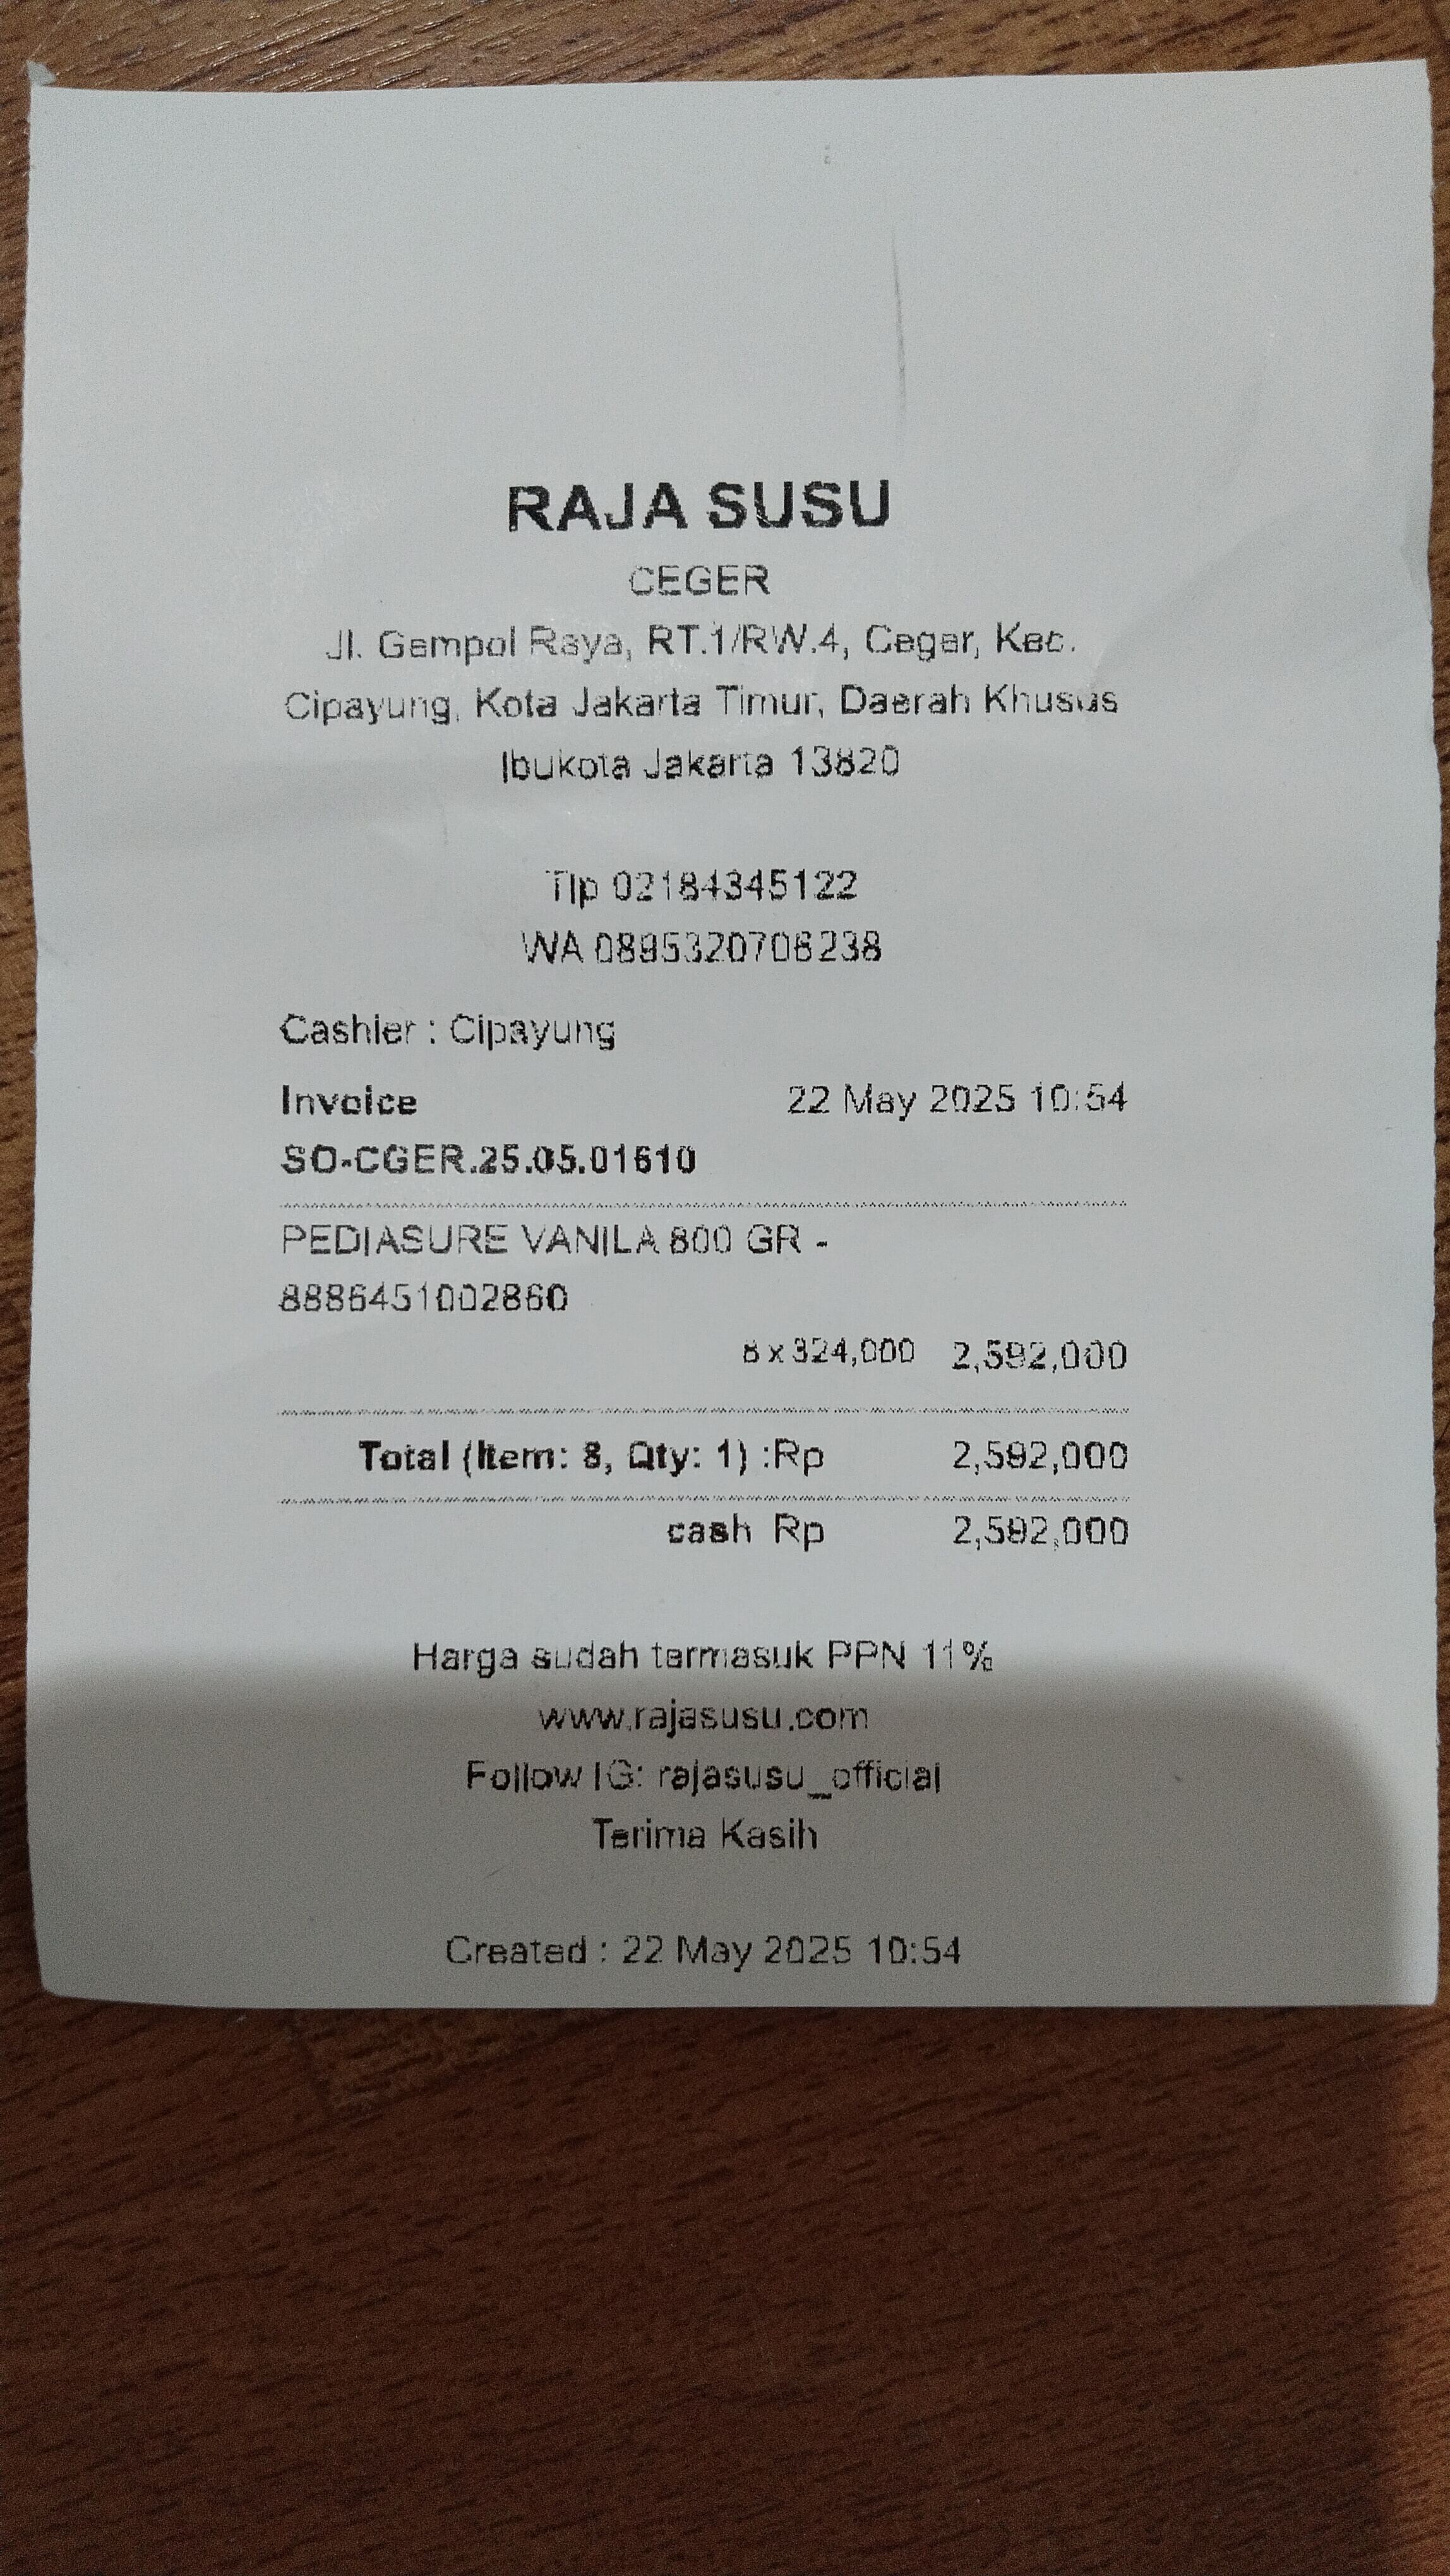 RAJA SUSU
CEGER
Jl. Gempol Raya, RT.1/RW.4, Ceger, Kec.
Cipayung, Kota Jakarta Timur, Daerah Khusus
Ibukota Jakarta 13820
Tlp 02184345122
WA 0895320706238
Cashier : Cipayung
Invoice 22 May 2025 10:54
SO-CGER.25.05.01610
PEDIASURE VANILA 800 GR -
8886451002860
8 x 324,000 2,592,000
Total (Item: 8, Qty: 1) :Rp 2,592,000
cash Rp 2,592,000
Harga sudah termasuk PPN 11%
www.rajasusu.com
Follow IG: rajasusu_official
Terima Kasih
Created : 22 May 2025 10:54